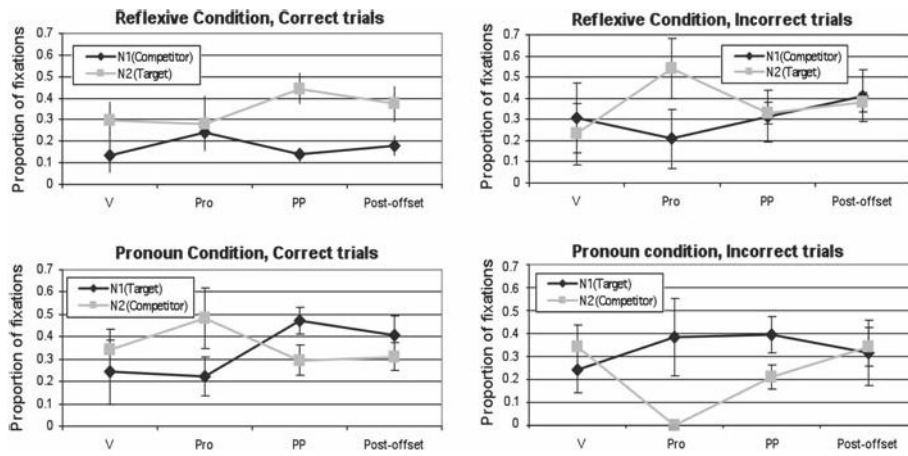 Reflexive Condition, Correct trials
Proportion of fixations
0.7
0.6
0.5
0.4
0.3
0.2
0.1
0
N1(Competitor)
N2(Target)
V Pro PP Post-offset
Reflexive Condition, Incorrect trials
Proportion of fixations
0.7
0.6
0.5
0.4
0.3
0.2
0.1
0
N1(Competitor)
N2(Target)
V Pro PP Post-offset
Pronoun Condition, Correct trials
Proportion of fixations
0.7
0.6
0.5
0.4
0.3
0.2
0.1
0
N1(Target)
N2(Competitor)
V Pro PP Post-offset
Pronoun condition, Incorrect trials
Proportion of fixations
0.7
0.6
0.5
0.4
0.3
0.2
0.1
0
N1(Target)
N2(Competitor)
V Pro PP Post-offset